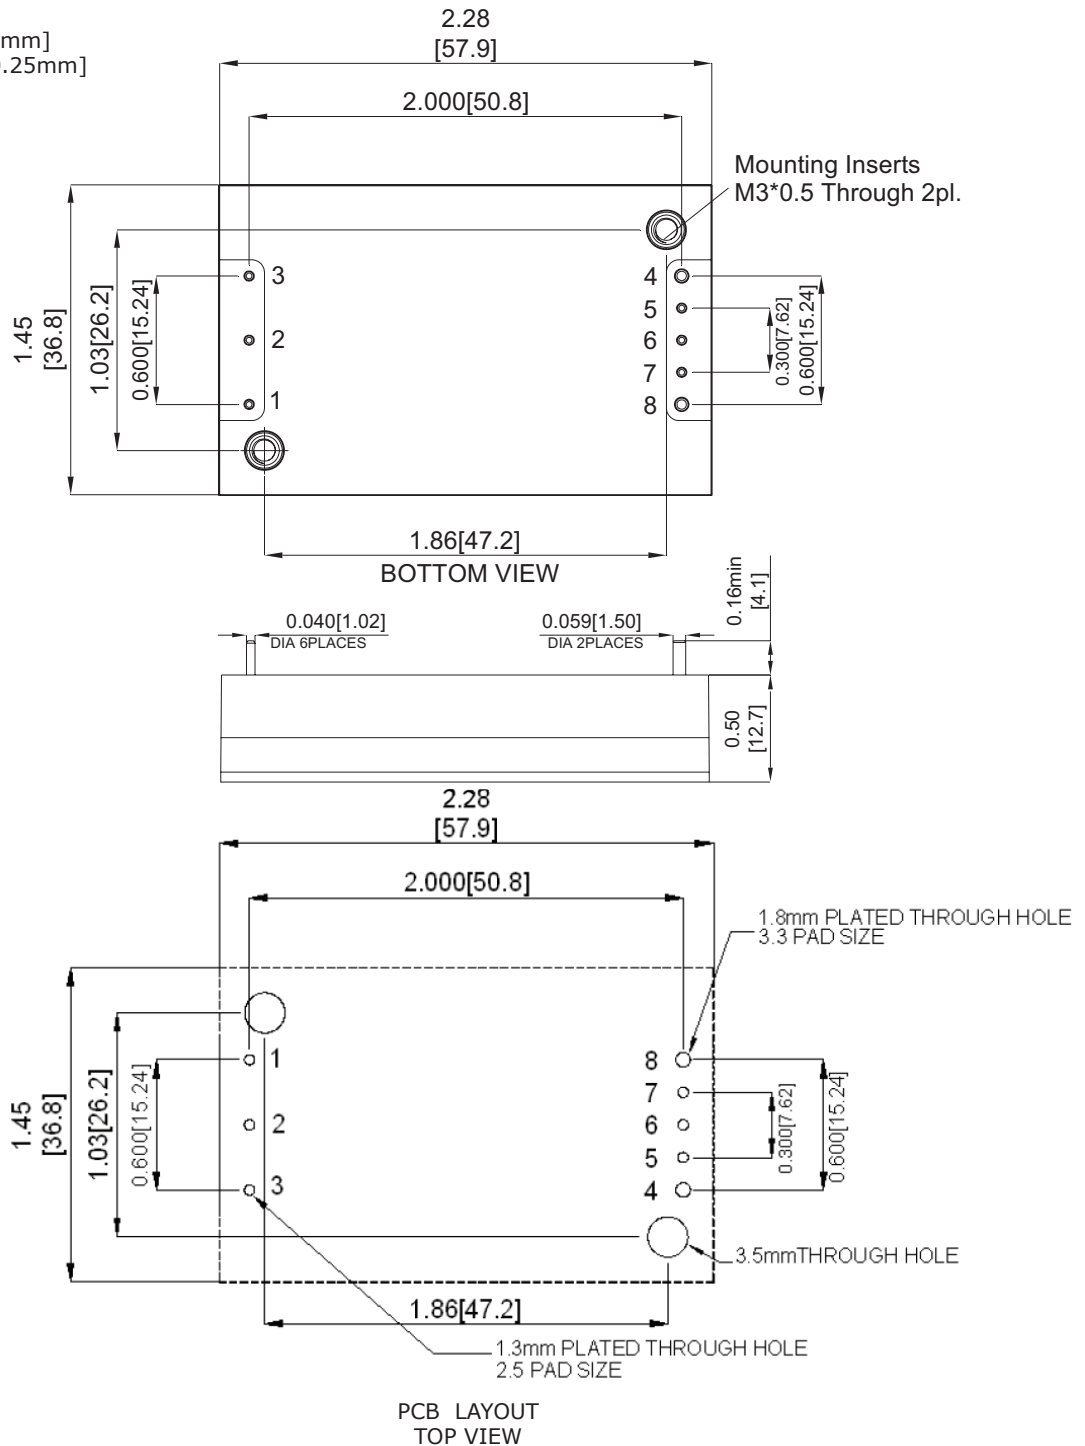 mm]
.25mm]
2.28
[57.9]
2.000[50.8]
Mounting Inserts
M3*0.5 Through 2pl.
3
2
1
4
5
6
7
8
1.45
[36.8]
1.03[26.2]
0.600[15.24]
0.300[7.62]
0.600[15.24]
1.86[47.2]
BOTTOM VIEW
0.040[1.02]
DIA 6PLACES
0.059[1.50]
DIA 2PLACES
0.16min
[4.1]
0.50
[12.7]
2.28
[57.9]
2.000[50.8]
1.8mm PLATED THROUGH HOLE
3.3 PAD SIZE
1
2
3
8
7
6
5
4
1.45
[36.8]
1.03[26.2]
0.600[15.24]
0.300[7.62]
0.600[15.24]
3.5mmTHROUGH HOLE
1.86[47.2]
1.3mm PLATED THROUGH HOLE
2.5 PAD SIZE
PCB LAYOUT
TOP VIEW